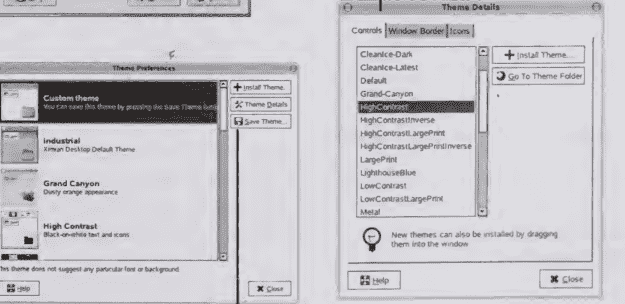 Theme Preferences
Custom theme
You can save this theme by pressing the Save Theme
Industrial
Ximian Desktop Default Theme
Grand Canyon
Dusty orange appearance
High Contrast
Black-on-white text and icons
Install Theme
Theme Details
Save Theme...
This theme does not suggest any particular font or background.
Help
Close
Theme Details
Controls
Window Border
Icons
CleanIce-Dark
CleanIce-Latest
Default
Grand-Canyon
HighContrast
HighContrastInverse
HighContrastLargePrint
HighContrastLargePrintInverse
LargePrint
LighthouseBlue
LowContrast
LowContrastLargePrint
Metal
Install Theme...
Go To Theme Folder
New themes can also be installed by dragging
them into the window
Help
Close